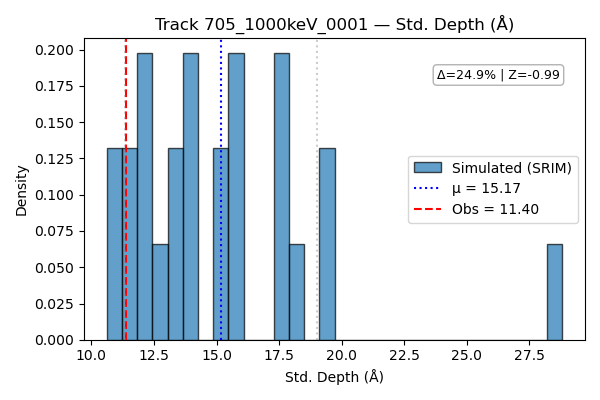 Track 705_1000keV_0001 — Std. Depth (Å)
Δ=24.9% | Z=-0.99
Simulated (SRIM)
μ = 15.17
Obs = 11.40
Density
0.200
0.175
0.150
0.125
0.100
0.075
0.050
0.025
0.000
10.0 12.5 15.0 17.5 20.0 22.5 25.0 27.5
Std. Depth (Å)